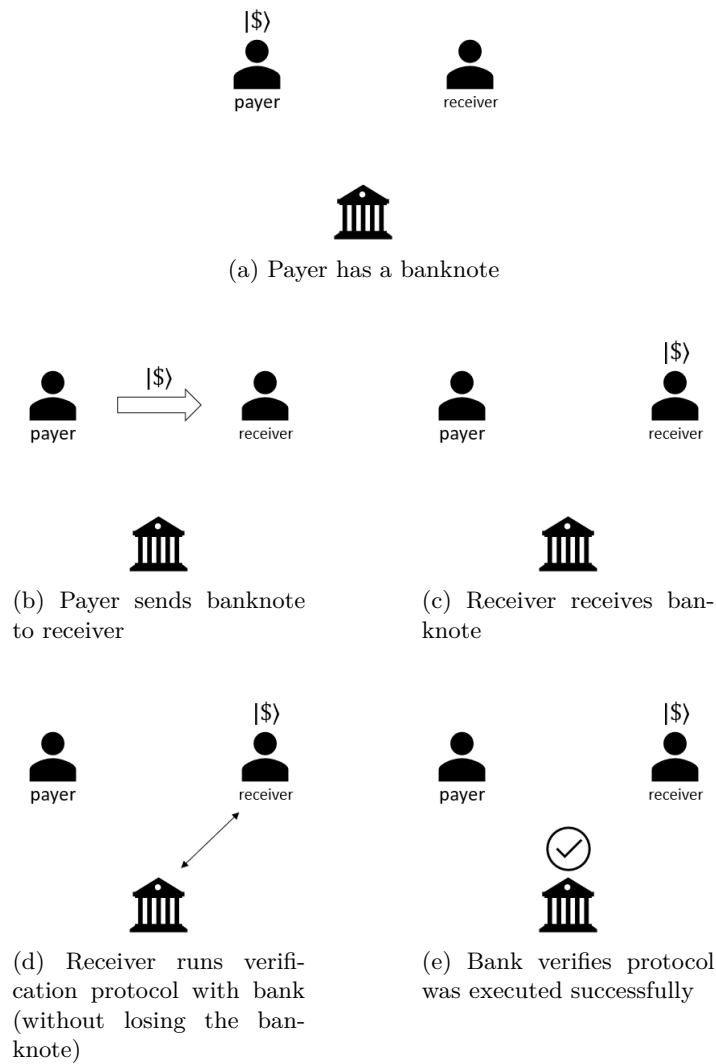 |$⟩
payer receiver
(a) Payer has a banknote
|$⟩
payer receiver
(b) Payer sends banknote
to receiver
|$⟩
payer receiver
(c) Receiver receives ban-
knote
|$⟩
payer receiver
(d) Receiver runs verifi-
cation protocol with bank
(without losing the ban-
knote)
|$⟩
payer receiver
(e) Bank verifies protocol
was executed successfully